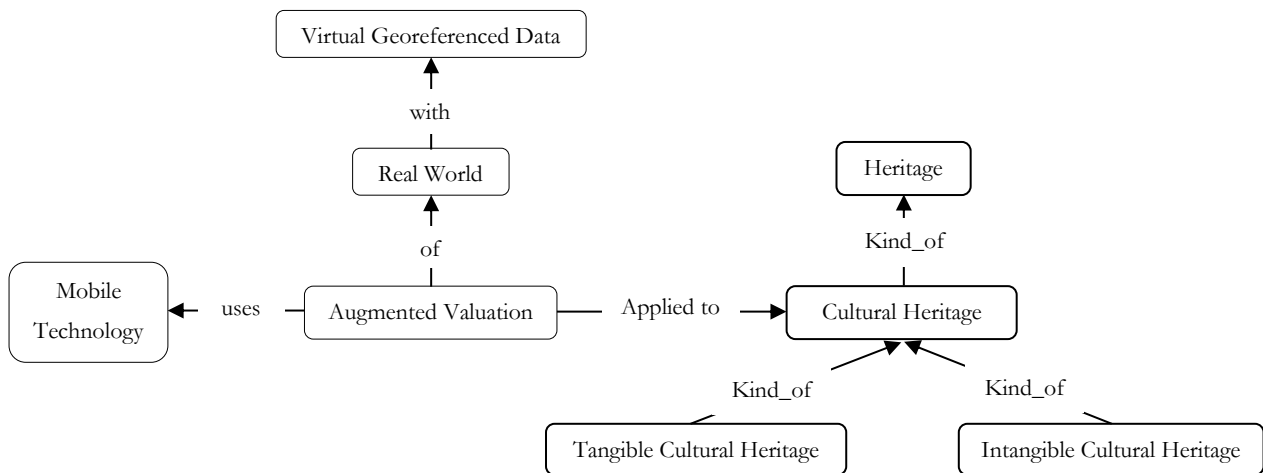 Virtual Georeferenced Data
with
Real World
Heritage
of
Kind_of
Mobile
Technology
uses
Augmented Valuation
Applied to
Cultural Heritage
Kind_of
Kind_of
Tangible Cultural Heritage
Intangible Cultural Heritage